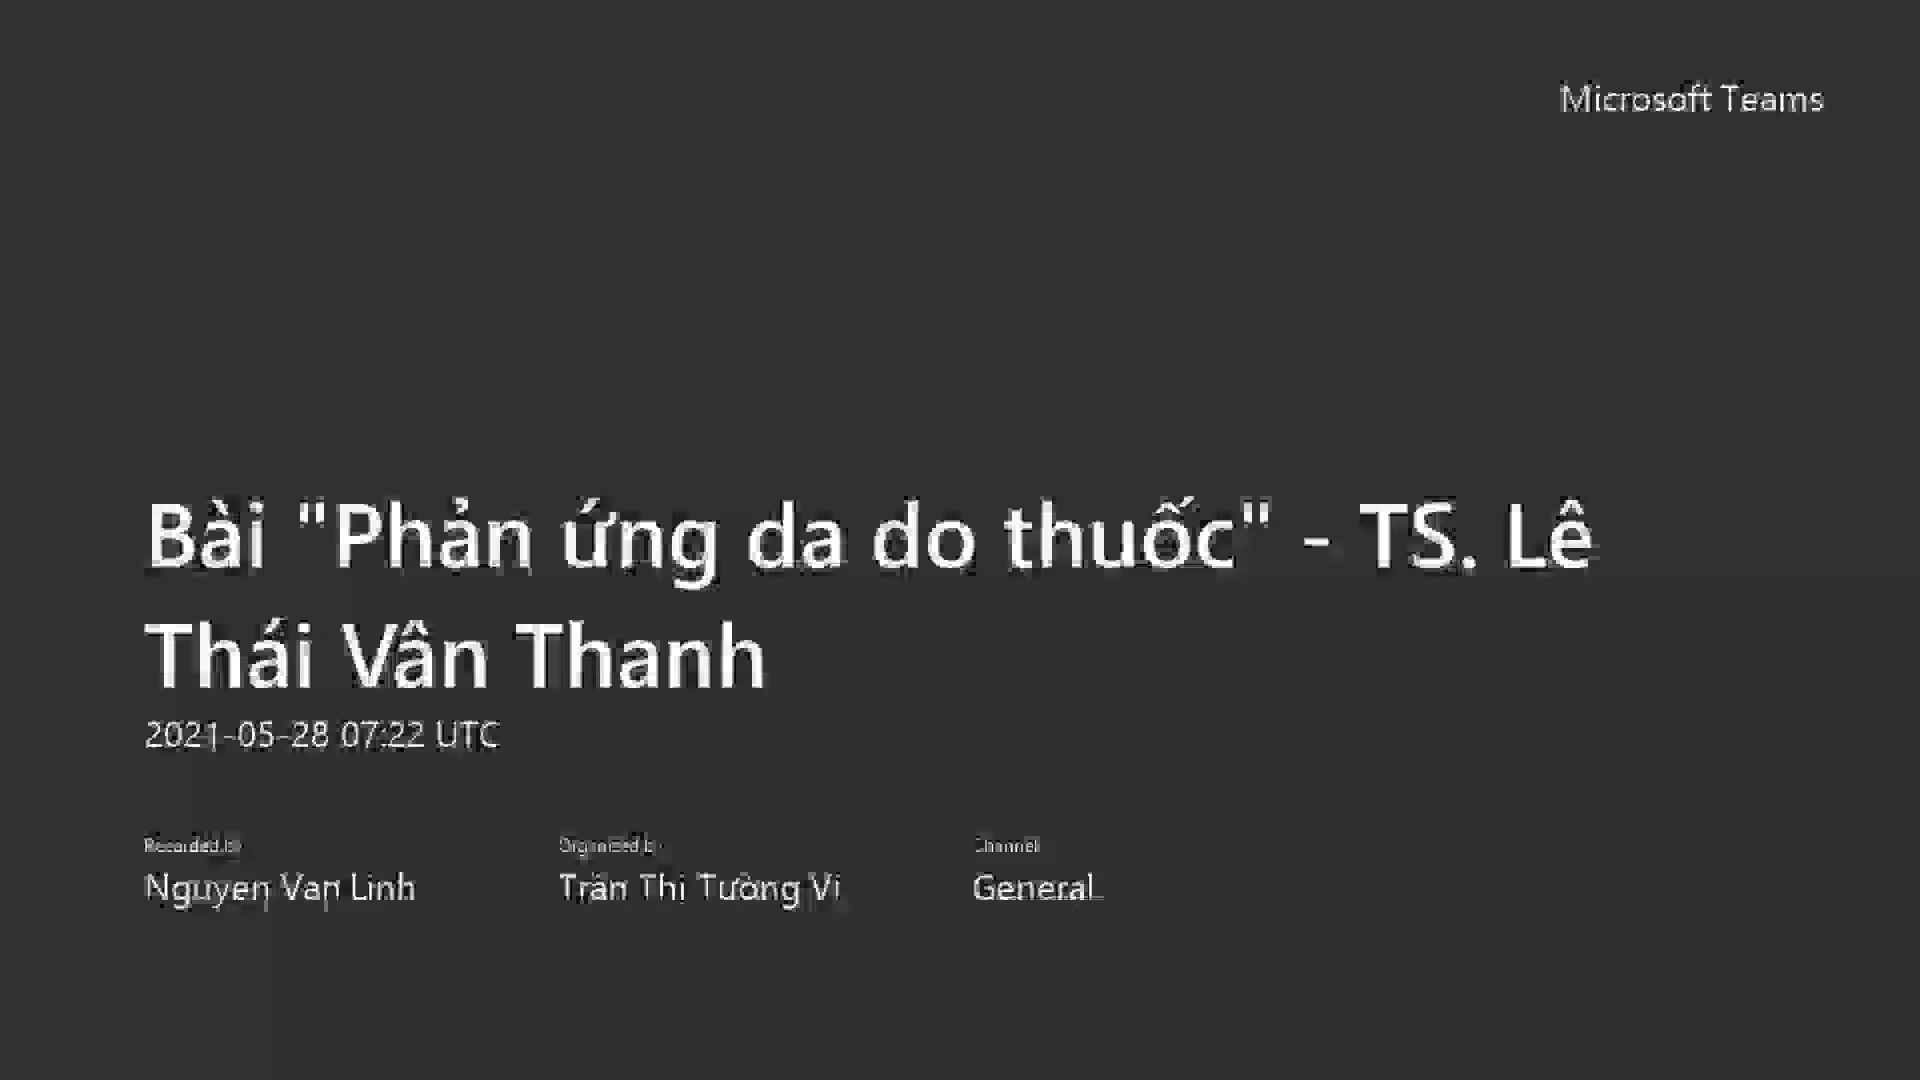 Microsoft Teams
Bài "Phản ứng da do thuốc" - TS. Lê
Thái Vân Thanh
2021-05-28 07:22 UTC
Recorded by
Organized by
Channel
Nguyen Van Linh
Trần Thị Tường Vi
General